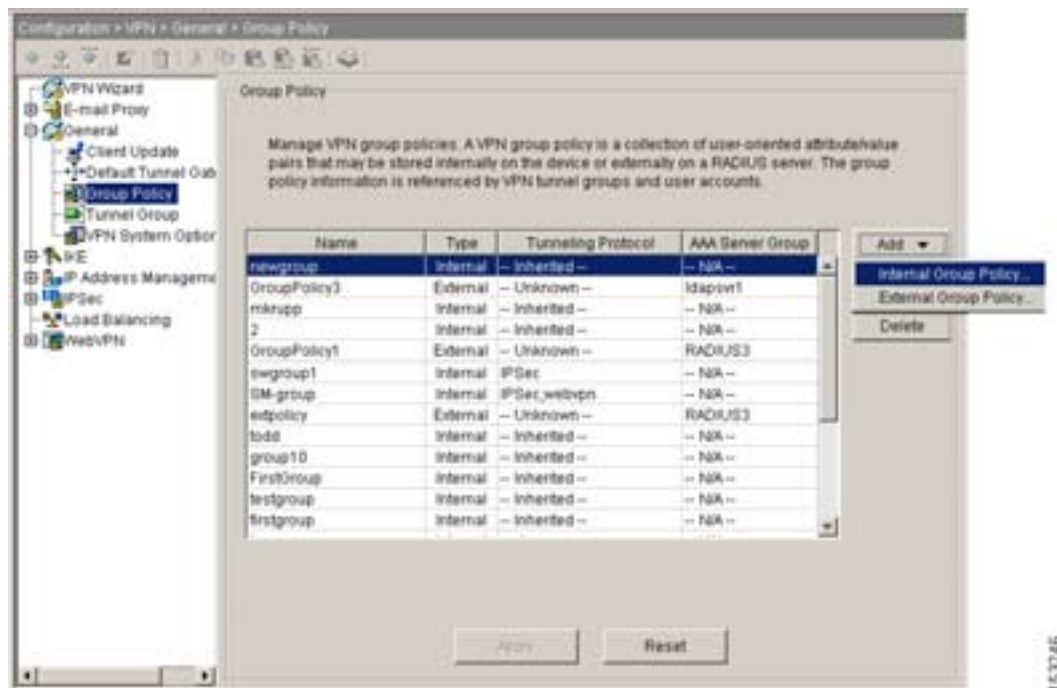 Configuration > VPN > General > Group Policy
VPN Wizard
E-mail Proxy
General
Client Update
Default Tunnel Gat
Group Policy
Tunnel Group
VPN System Option
IKE
IP Address Manageme
IPSec
Load Balancing
WebVPN
Group Policy
Manage VPN group policies. A VPN group policy is a collection of user-oriented attribute/value
pairs that may be stored internally on the device or externally on a RADIUS server. The group
policy information is referenced by VPN tunnel groups and user accounts.
Name Type Tunneling Protocol AAA Server Group
newgroup Internal -- Inherited -- -- N/A --
GroupPolicy3 External -- Unknown -- ldapsvr1
mkrupp Internal -- Inherited -- -- N/A --
2 Internal -- Inherited -- -- N/A --
GroupPolicy1 External -- Unknown -- RADIUS3
swgroup1 Internal IPSec -- N/A --
SM-group Internal IPSec,webvpn -- N/A --
extpolicy External -- Unknown -- RADIUS3
todd Internal -- Inherited -- -- N/A --
group10 Internal -- Inherited -- -- N/A --
FirstGroup Internal -- Inherited -- -- N/A --
testgroup Internal -- Inherited -- -- N/A --
firstgroup Internal -- Inherited -- -- N/A --
Add
Internal Group Policy...
External Group Policy...
Delete
Apply
Reset
153246